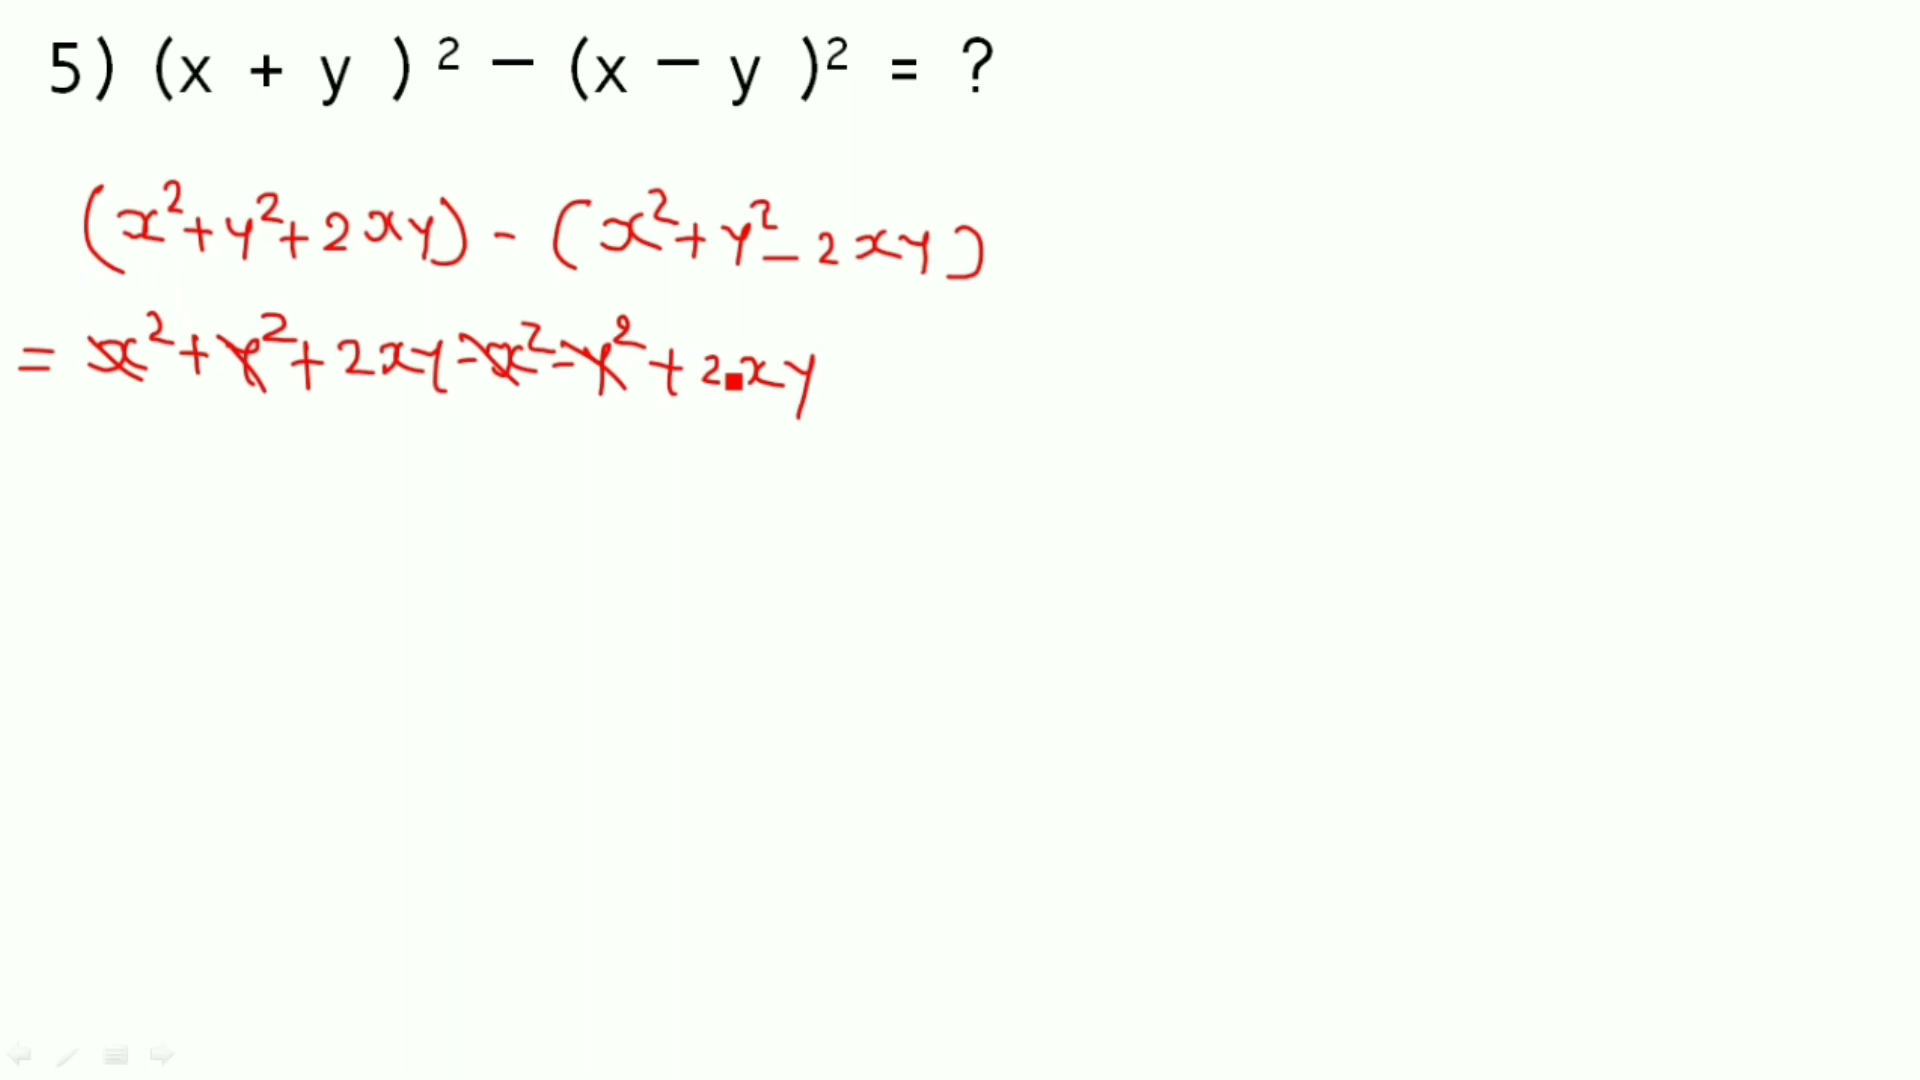 5) (x + y )² − (x − y )² = ?
(x²+y²+2xy) - (x²+y²-2xy)
= x²+y²+2xy-x²-y²+2xy